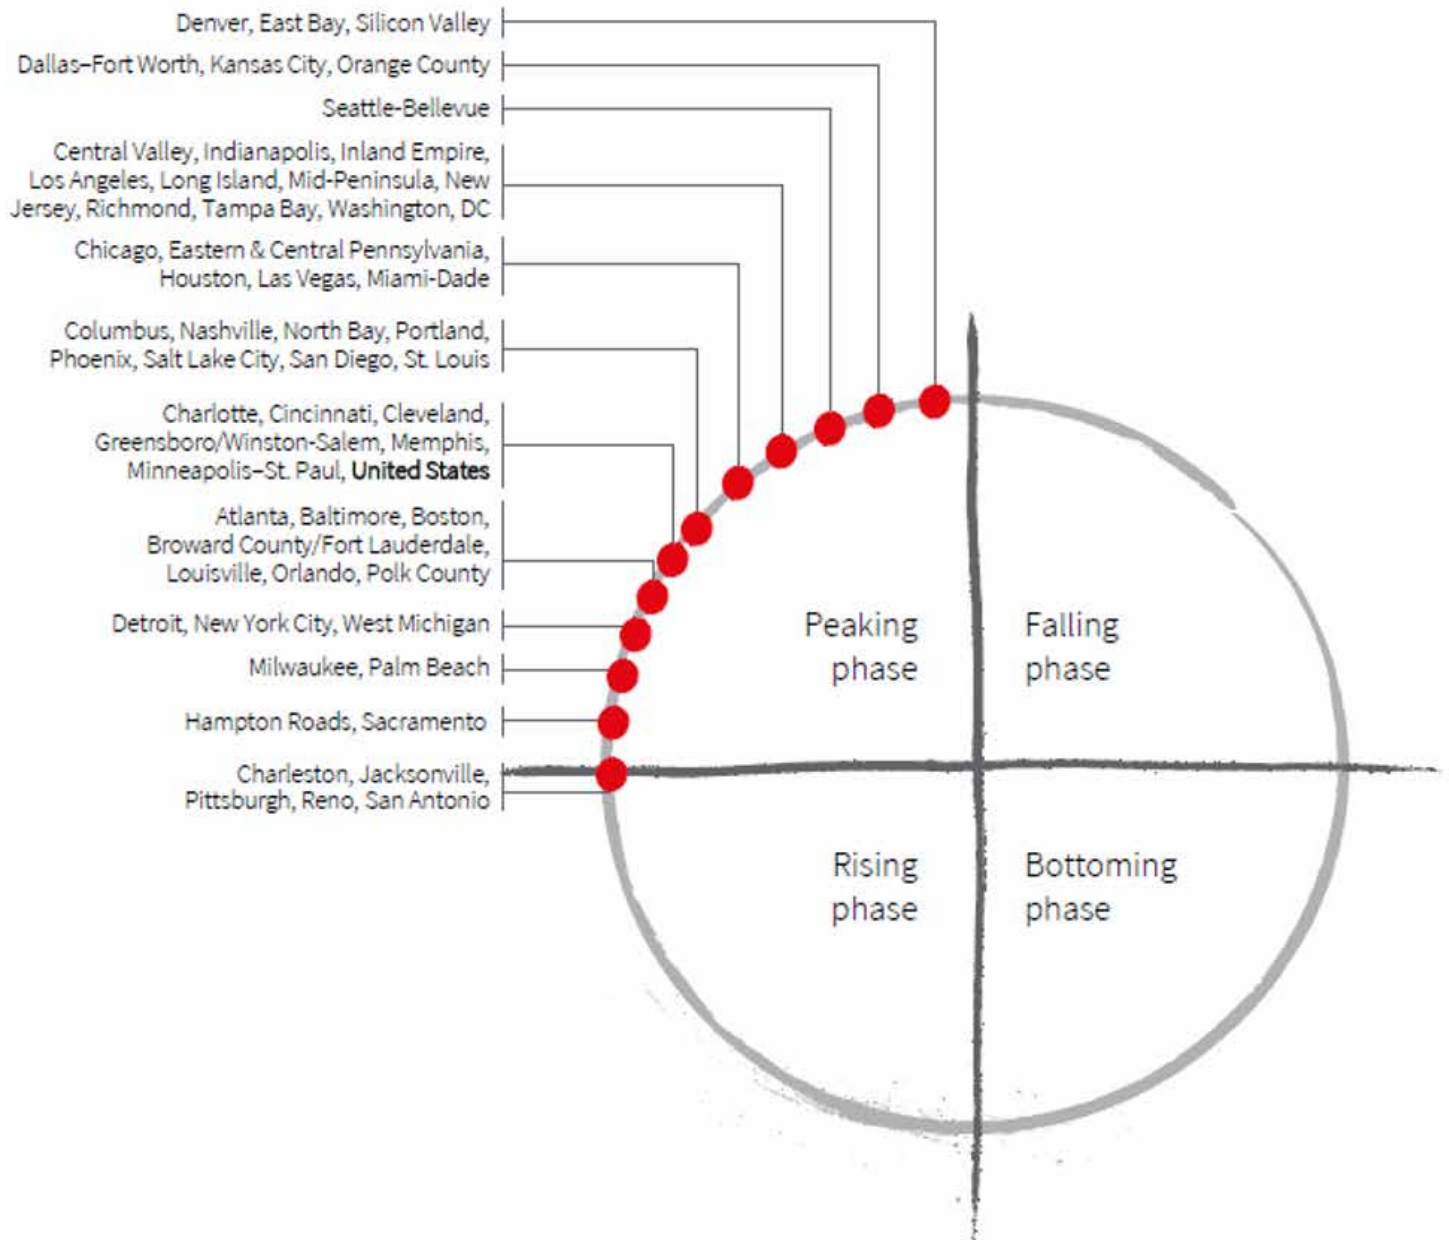 Denver, East Bay, Silicon Valley
Dallas–Fort Worth, Kansas City, Orange County
Seattle-Bellevue
Central Valley, Indianapolis, Inland Empire,
Los Angeles, Long Island, Mid-Peninsula, New
Jersey, Richmond, Tampa Bay, Washington, DC
Chicago, Eastern & Central Pennsylvania,
Houston, Las Vegas, Miami-Dade
Columbus, Nashville, North Bay, Portland,
Phoenix, Salt Lake City, San Diego, St. Louis
Charlotte, Cincinnati, Cleveland,
Greensboro/Winston-Salem, Memphis,
Minneapolis–St. Paul, United States
Atlanta, Baltimore, Boston,
Broward County/Fort Lauderdale,
Louisville, Orlando, Polk County
Detroit, New York City, West Michigan
Milwaukee, Palm Beach
Hampton Roads, Sacramento
Charleston, Jacksonville,
Pittsburgh, Reno, San Antonio
Peaking
phase
Falling
phase
Rising
phase
Bottoming
phase